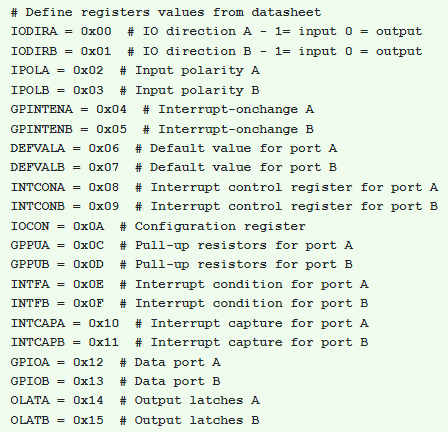 # Define registers values from datasheet
IODIRA = 0x00  # IO direction A - 1= input 0 = output
IODIRB = 0x01  # IO direction B - 1= input 0 = output
IPOLA = 0x02  # Input polarity A
IPOLB = 0x03  # Input polarity B
GPINTENA = 0x04  # Interrupt-onchange A
GPINTENB = 0x05  # Interrupt-onchange B
DEFVALA = 0x06  # Default value for port A
DEFVALB = 0x07  # Default value for port B
INTCONA = 0x08  # Interrupt control register for port A
INTCONB = 0x09  # Interrupt control register for port B
IOCON = 0x0A  # Configuration register
GPPUA = 0x0C  # Pull-up resistors for port A
GPPUB = 0x0D  # Pull-up resistors for port B
INTFA = 0x0E  # Interrupt condition for port A
INTFB = 0x0F  # Interrupt condition for port B
INTCAPA = 0x10  # Interrupt capture for port A
INTCAPB = 0x11  # Interrupt capture for port B
GPIOA = 0x12  # Data port A
GPIOB = 0x13  # Data port B
OLATA = 0x14  # Output latches A
OLATB = 0x15  # Output latches B